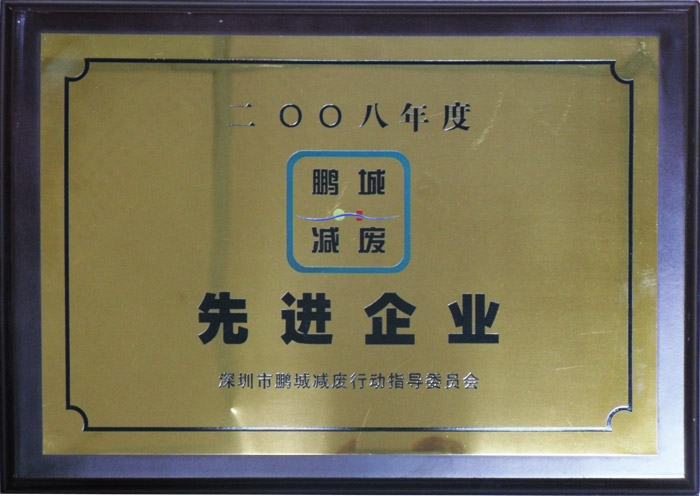 二〇〇八年度
鹏城
减废
先进企业
深圳市鹏城减废行动指导委员会